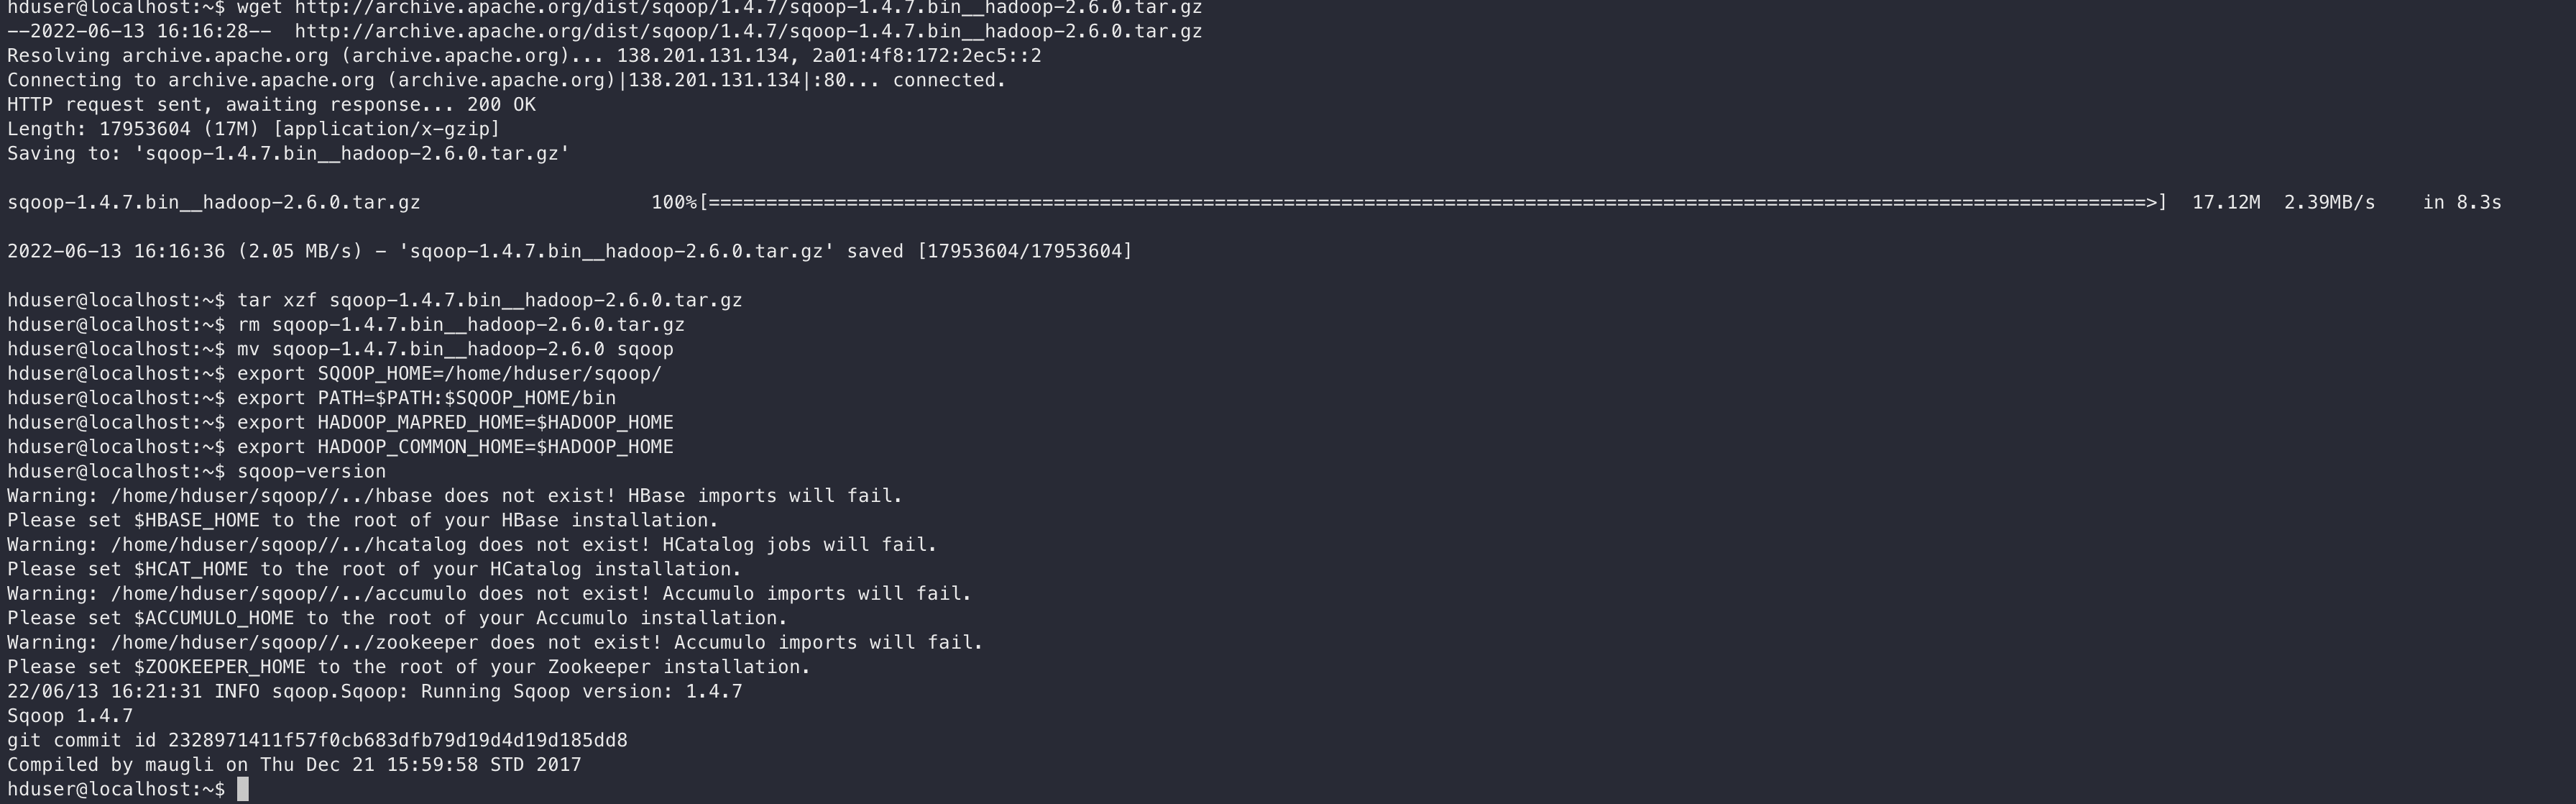 hduser@localhost:~$ wget http://archive.apache.org/dist/sqoop/1.4.7/sqoop-1.4.7.bin__hadoop-2.6.0.tar.gz
--2022-06-13 16:16:28--  http://archive.apache.org/dist/sqoop/1.4.7/sqoop-1.4.7.bin__hadoop-2.6.0.tar.gz
Resolving archive.apache.org (archive.apache.org)... 138.201.131.134, 2a01:4f8:172:2ec5::2
Connecting to archive.apache.org (archive.apache.org)|138.201.131.134|:80... connected.
HTTP request sent, awaiting response... 200 OK
Length: 17953604 (17M) [application/x-gzip]
Saving to: 'sqoop-1.4.7.bin__hadoop-2.6.0.tar.gz'
sqoop-1.4.7.bin__hadoop-2.6.0.tar.gz                    100%[=============================================================================================================================>]  17.12M  2.39MB/s    in 8.3s
2022-06-13 16:16:36 (2.05 MB/s) - 'sqoop-1.4.7.bin__hadoop-2.6.0.tar.gz' saved [17953604/17953604]
hduser@localhost:~$ tar xzf sqoop-1.4.7.bin__hadoop-2.6.0.tar.gz
hduser@localhost:~$ rm sqoop-1.4.7.bin__hadoop-2.6.0.tar.gz
hduser@localhost:~$ mv sqoop-1.4.7.bin__hadoop-2.6.0 sqoop
hduser@localhost:~$ export SQOOP_HOME=/home/hduser/sqoop/
hduser@localhost:~$ export PATH=$PATH:$SQOOP_HOME/bin
hduser@localhost:~$ export HADOOP_MAPRED_HOME=$HADOOP_HOME
hduser@localhost:~$ export HADOOP_COMMON_HOME=$HADOOP_HOME
hduser@localhost:~$ sqoop-version
Warning: /home/hduser/sqoop//../hbase does not exist! HBase imports will fail.
Please set $HBASE_HOME to the root of your HBase installation.
Warning: /home/hduser/sqoop//../hcatalog does not exist! HCatalog jobs will fail.
Please set $HCAT_HOME to the root of your HCatalog installation.
Warning: /home/hduser/sqoop//../accumulo does not exist! Accumulo imports will fail.
Please set $ACCUMULO_HOME to the root of your Accumulo installation.
Warning: /home/hduser/sqoop//../zookeeper does not exist! Accumulo imports will fail.
Please set $ZOOKEEPER_HOME to the root of your Zookeeper installation.
22/06/13 16:21:31 INFO sqoop.Sqoop: Running Sqoop version: 1.4.7
Sqoop 1.4.7
git commit id 2328971411f57f0cb683dfb79d19d4d19d185dd8
Compiled by maugli on Thu Dec 21 15:59:58 STD 2017
hduser@localhost:~$